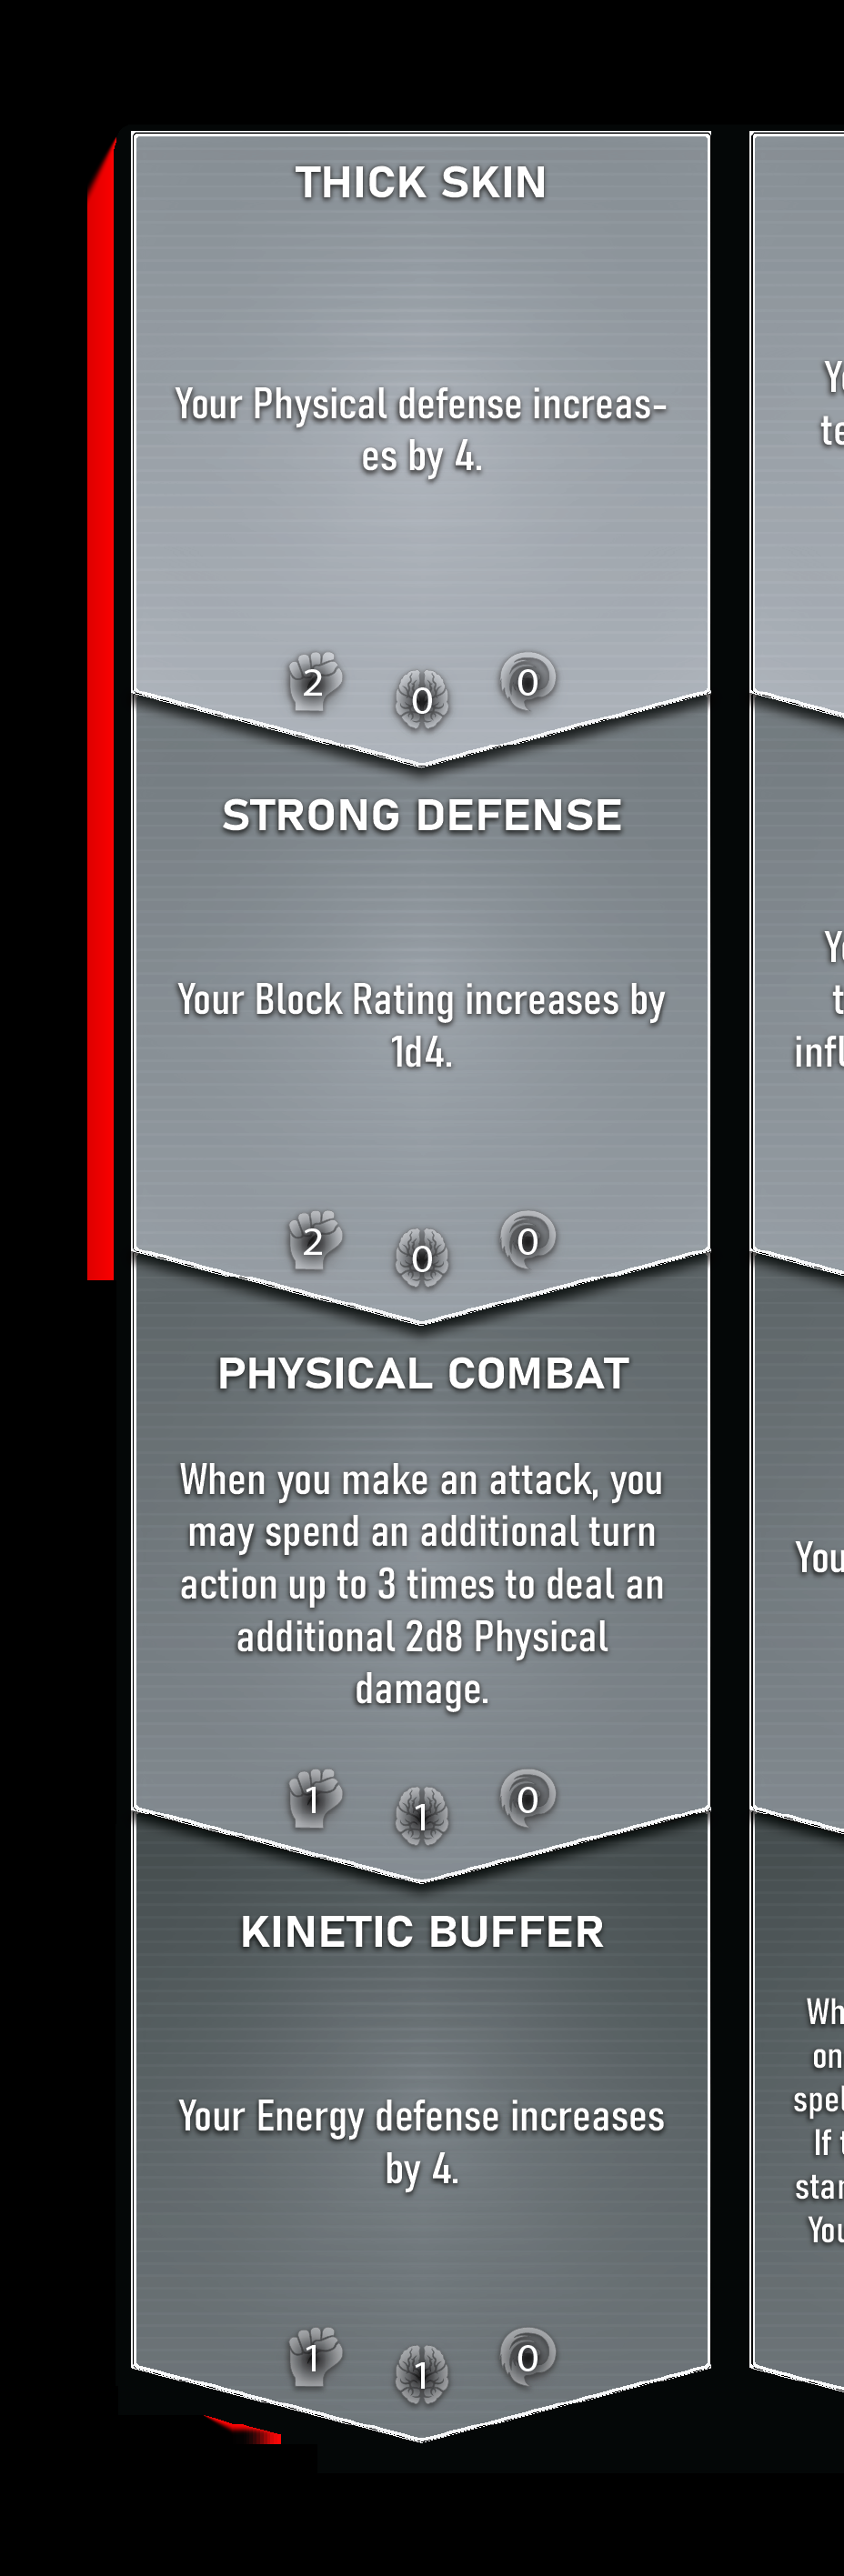 THICK SKIN
Your Physical defense increas-
es by 4.
2 0 0
STRONG DEFENSE
Your Block Rating increases by
1d4.
2 0 0
PHYSICAL COMBAT
When you make an attack, you
may spend an additional turn
action up to 3 times to deal an
additional 2d8 Physical
damage.
1 1 0
KINETIC BUFFER
Your Energy defense increases
by 4.
1 1 0